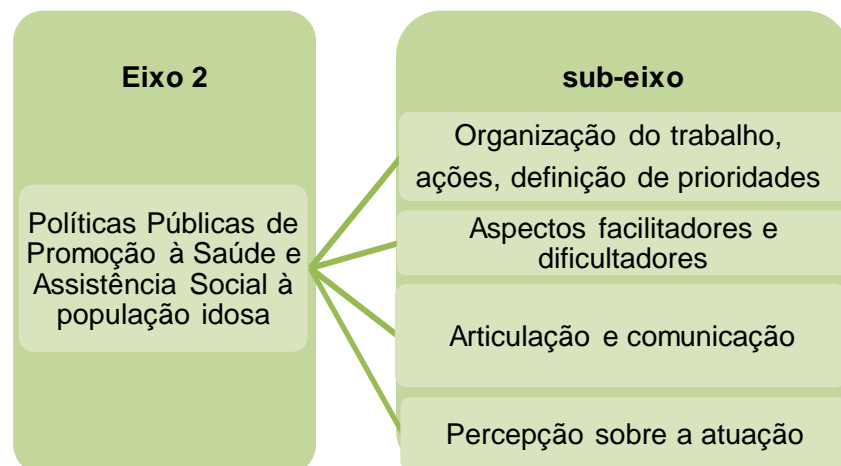 Eixo 2
Políticas Públicas de
Promoção à Saúde e
Assistência Social à
população idosa
sub-eixo
Organização do trabalho,
ações, definição de prioridades
Aspectos facilitadores e
dificultadores
Articulação e comunicação
Percepção sobre a atuação